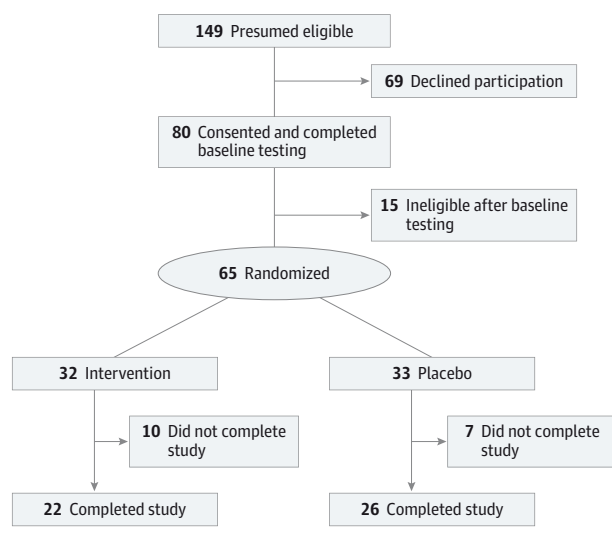 149 Presumed eligible
69 Declined participation
80 Consented and completed
baseline testing
15 Ineligible after baseline
testing
65 Randomized
32 Intervention
33 Placebo
10 Did not complete
study
7 Did not complete
study
22 Completed study
26 Completed study